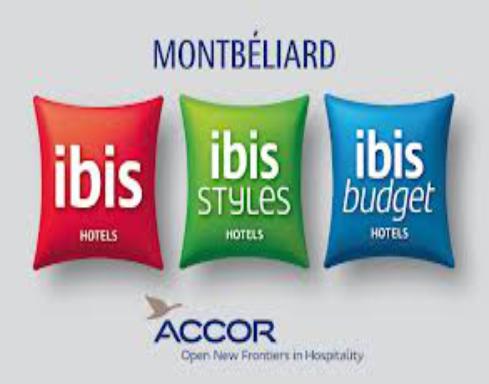 MONTBÉLIARD
ibis
HOTELS
ibis
STYLES
HOTELS
ibis
budget
HOTELS
ACCOR
Open New Frontiers in Hospitality